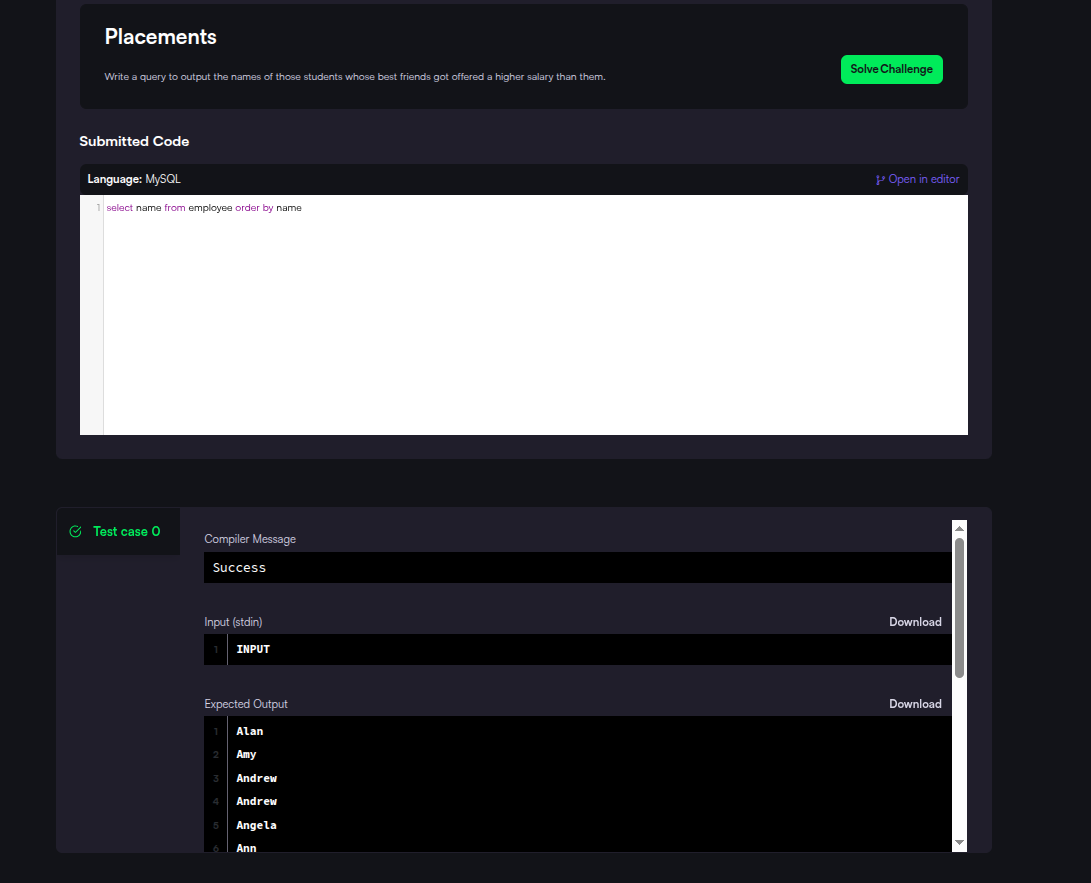 Placements
Write a query to output the names of those students whose best friends got offered a higher salary than them.
Solve Challenge
Submitted Code
Language: MySQL
Open in editor
1 select name from employee order by name
Test case 0
Compiler Message
Success
Input (stdin)
Download
1 INPUT
Expected Output
Download
1 Alan
2 Amy
3 Andrew
4 Andrew
5 Angela
6 Ann